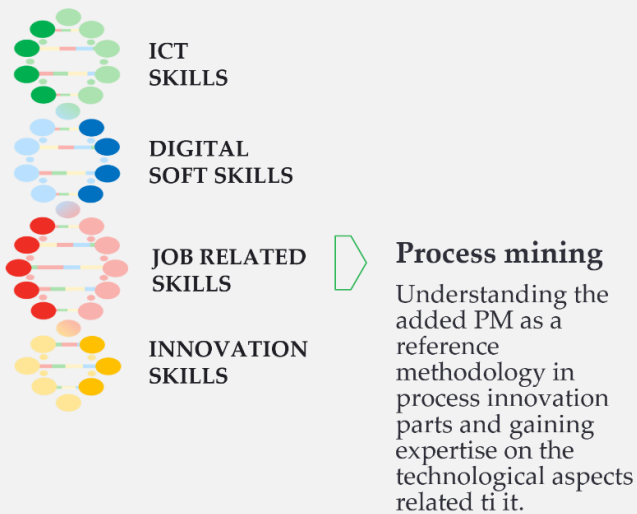 ICT
SKILLS
DIGITAL
SOFT SKILLS
JOB RELATED
SKILLS
INNOVATION
SKILLS
Process mining
Understanding the
added PM as a
reference
methodology in
process innovation
parts and gaining
expertise on the
technological aspects
related ti it.